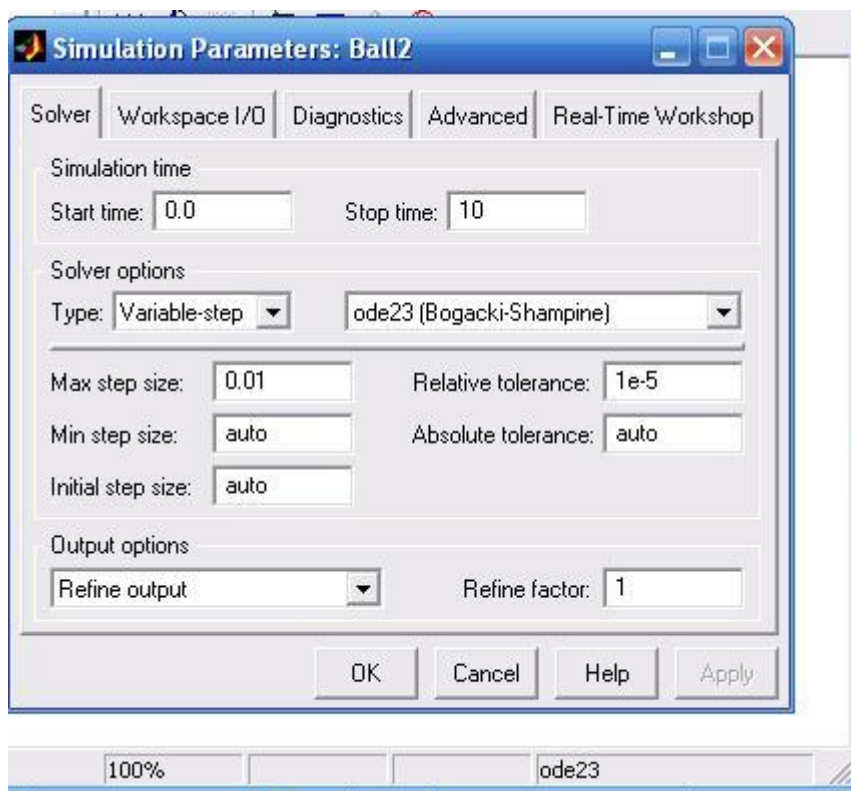 Simulation Parameters: Ball2
Solver Workspace I/O Diagnostics Advanced Real-Time Workshop
Simulation time
Start time: 0.0 Stop time: 10
Solver options
Type: Variable-step ode23 (Bogacki-Shampine)
Max step size: 0.01 Relative tolerance: 1e-5
Min step size: auto Absolute tolerance: auto
Initial step size: auto
Output options
Refine output Refine factor: 1
OK Cancel Help Apply
100% ode23